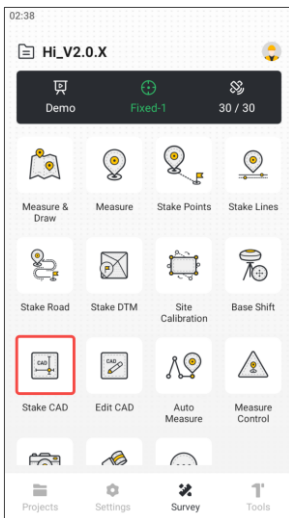 02:38
Hi_V2.0.X
Demo
Fixed-1
30 / 30
Measure &
Draw
Measure
Stake Points
Stake Lines
Stake Road
Stake DTM
Site
Calibration
Base Shift
CAD
Stake CAD
CAD
Edit CAD
Auto
Measure
Measure
Control
Projects
Settings
Survey
Tools